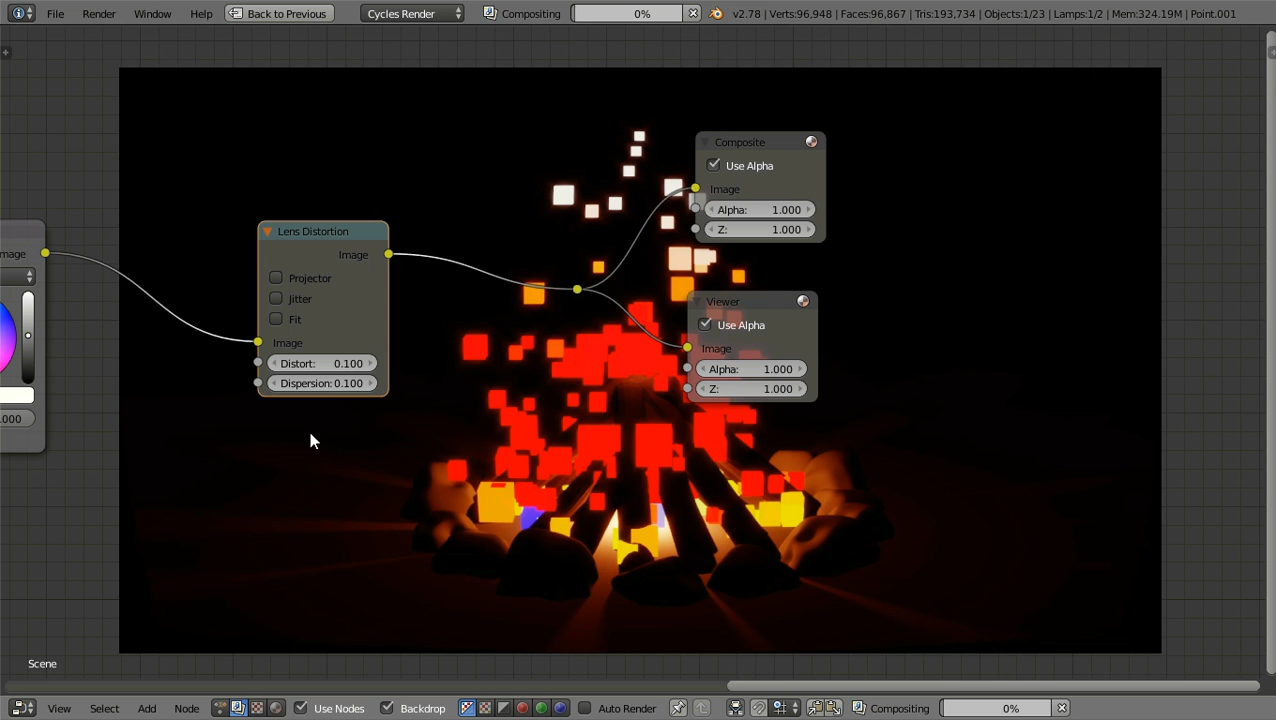 File Render Window Help Back to Previous Cycles Render Compositing 0% v2.78 | Verts:96,948 | Faces:96,867 | Tris:193,734 | Objects:1/23 | Lamps:1/2 | Mem:324.19M | Point.001
Composite
Use Alpha
Image
Alpha: 1.000
Z: 1.000
mage
.000
Lens Distortion
Image
Projector
Jitter
Fit
Image
Distort: 0.100
Dispersion: 0.100
Viewer
Use Alpha
Image
Alpha: 1.000
Z: 1.000
Scene
View Select Add Node Use Nodes Backdrop Auto Render Compositing 0%